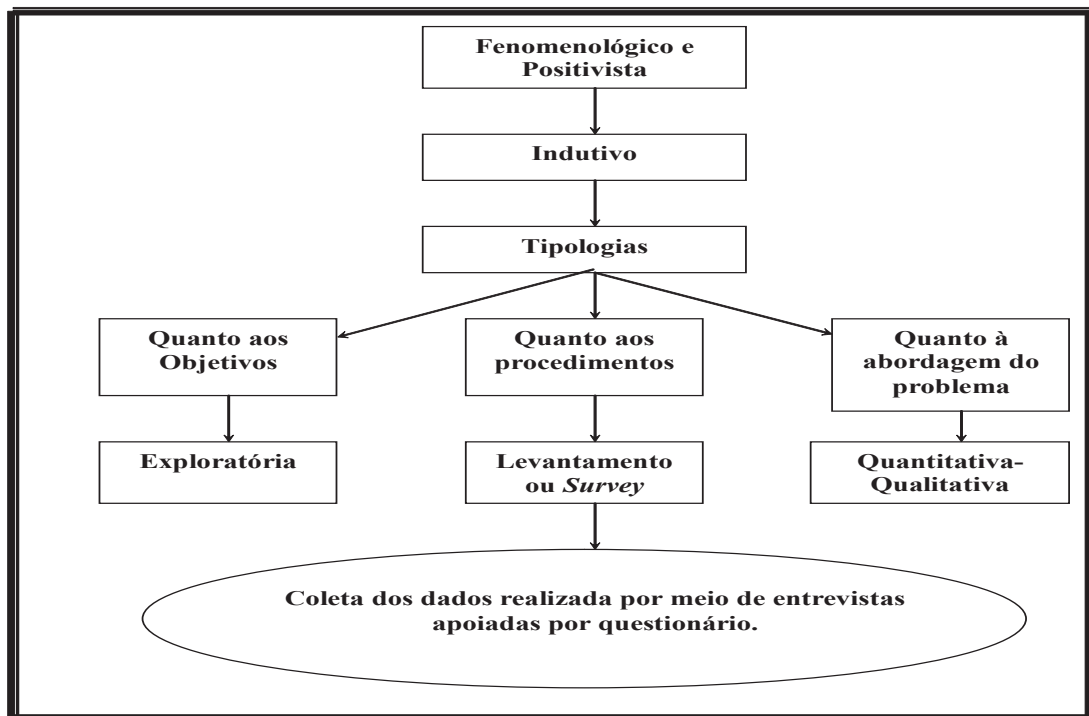 Fenomenológico e
Positivista
Indutivo
Tipologias
Quanto aos
Objetivos
Quanto aos
procedimentos
Quanto à
abordagem do
problema
Exploratória
Levantamento
ou Survey
Quantitativa-
Qualitativa
Coleta dos dados realizada por meio de entrevistas
apoiadas por questionário.